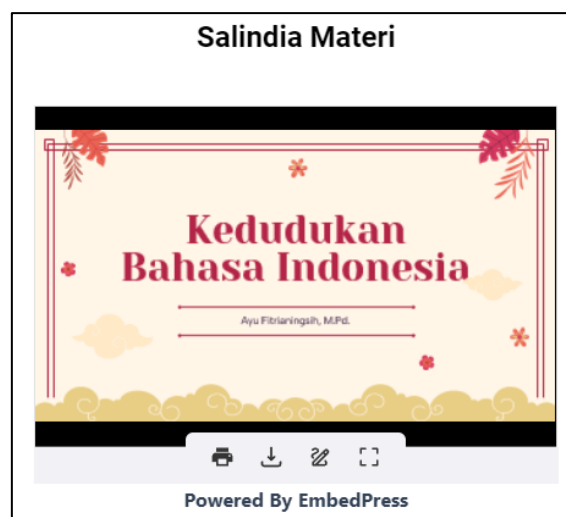 Salindia Materi
Kedudukan
Bahasa Indonesia
Ayu Fitrianingsih, M.Pd.
Powered By EmbedPress